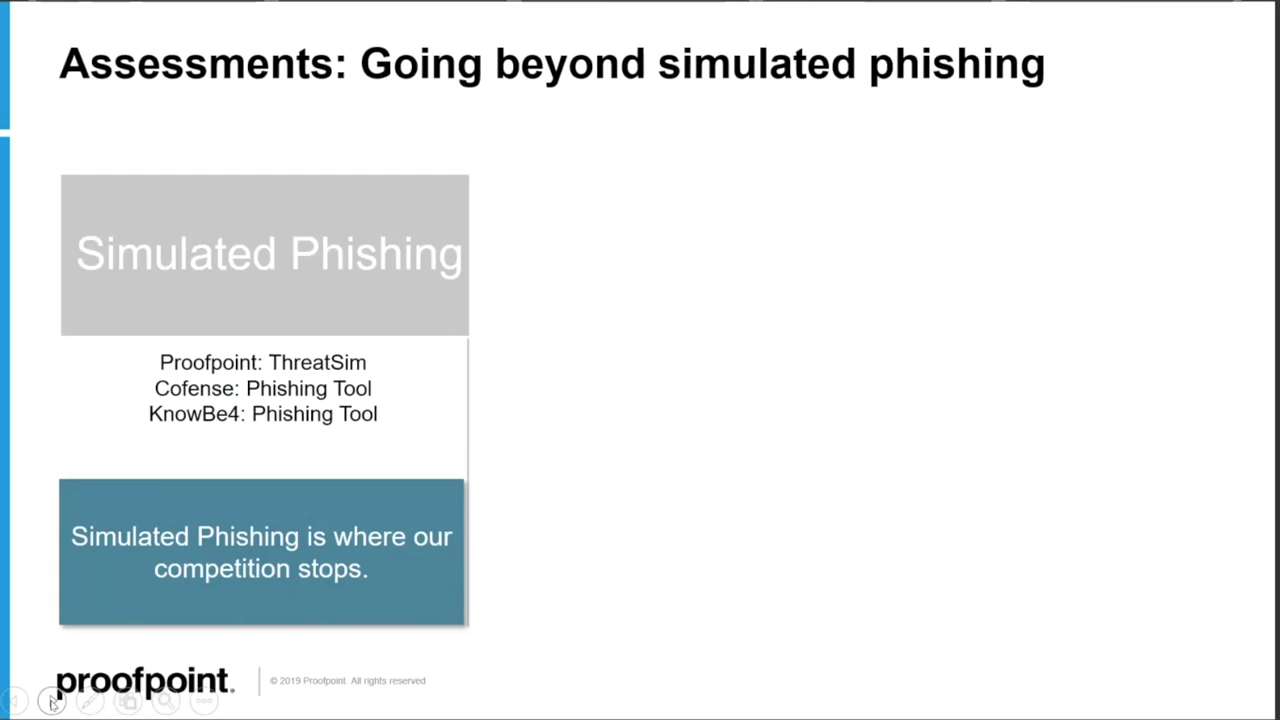 Assessments: Going beyond simulated phishing
Simulated Phishing
Proofpoint: ThreatSim
Cofense: Phishing Tool
KnowBe4: Phishing Tool
Simulated Phishing is where our
competition stops.
proofpoint.
© 2019 Proofpoint. All rights reserved